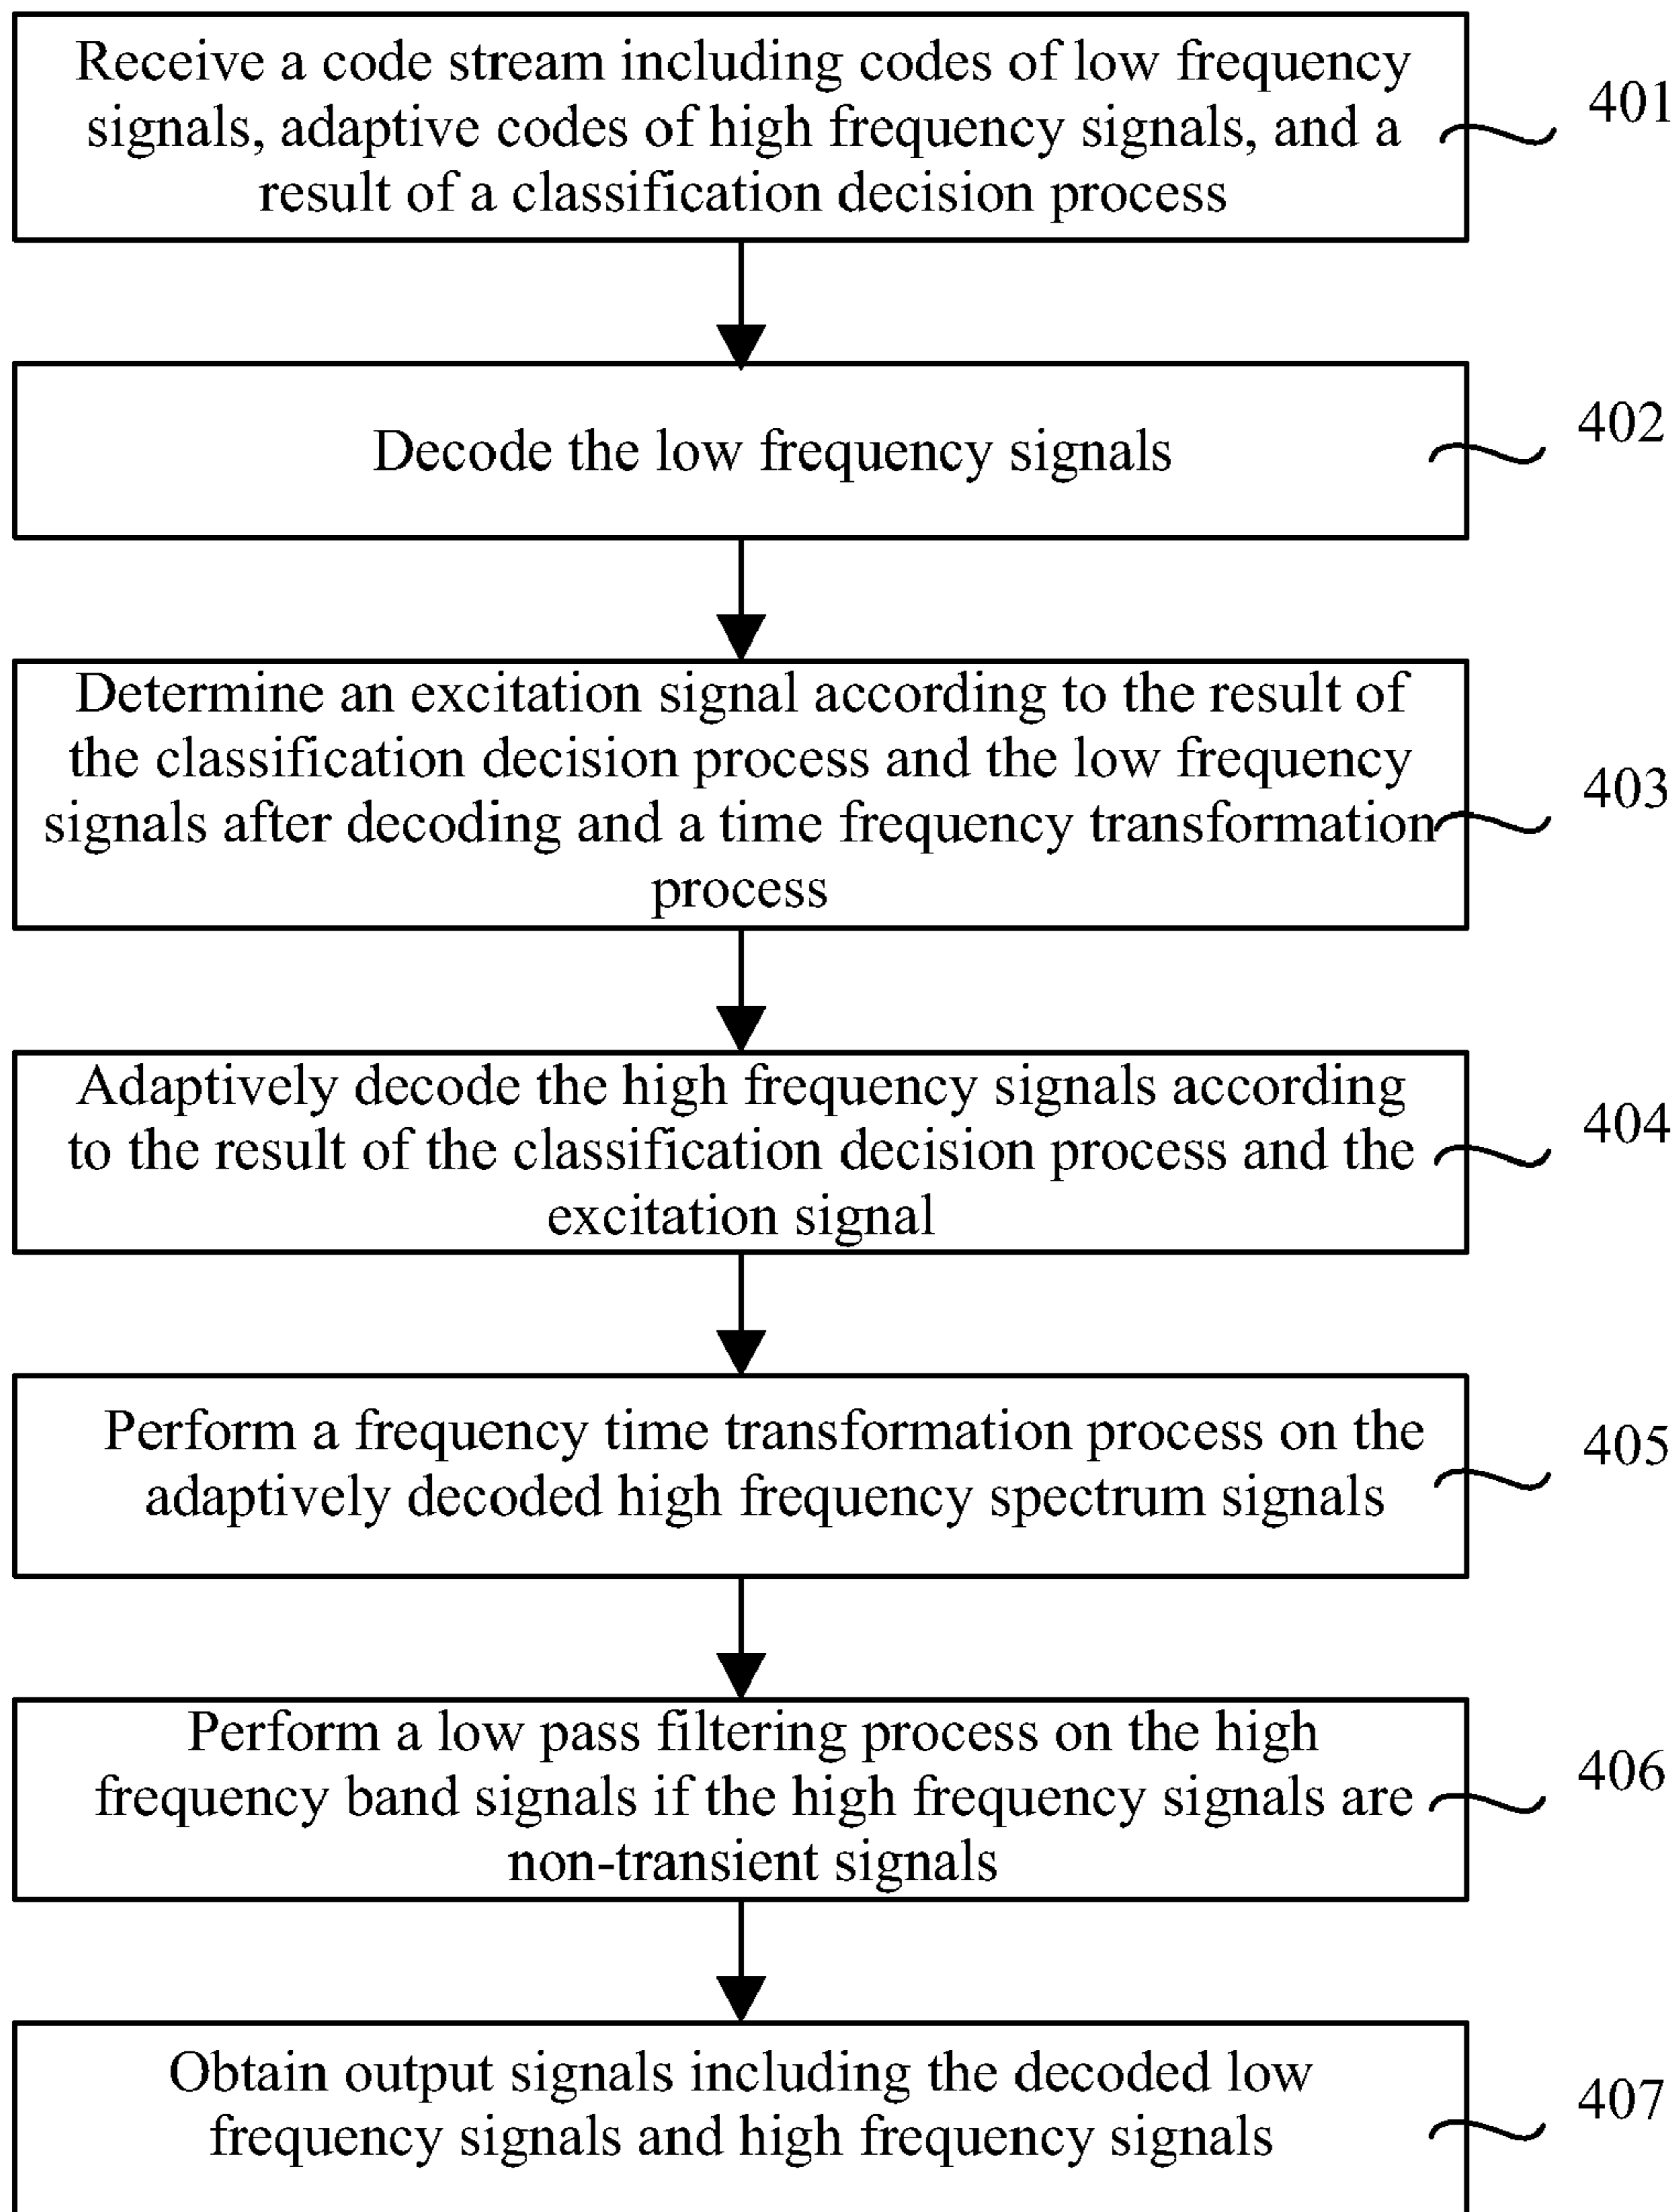 Receive a code stream including codes of low frequency
signals, adaptive codes of high frequency signals, and a
result of a classification decision process
401
Decode the low frequency signals
402
Determine an excitation signal according to the result of
the classification decision process and the low frequency
signals after decoding and a time frequency transformation
process
403
Adaptively decode the high frequency signals according
to the result of the classification decision process and the
excitation signal
404
Perform a frequency time transformation process on the
adaptively decoded high frequency spectrum signals
405
Perform a low pass filtering process on the high
frequency band signals if the high frequency signals are
non-transient signals
406
Obtain output signals including the decoded low
frequency signals and high frequency signals
407